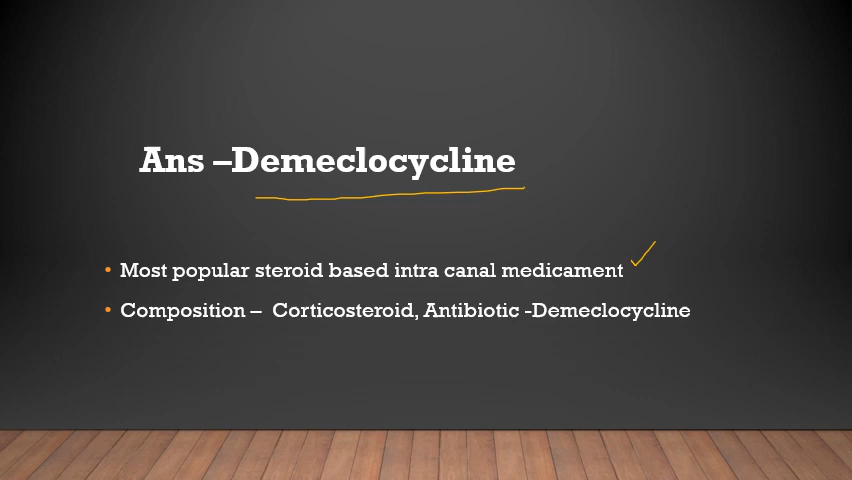 Ans –Demeclocycline
• Most popular steroid based intra canal medicament
• Composition – Corticosteroid, Antibiotic -Demeclocycline